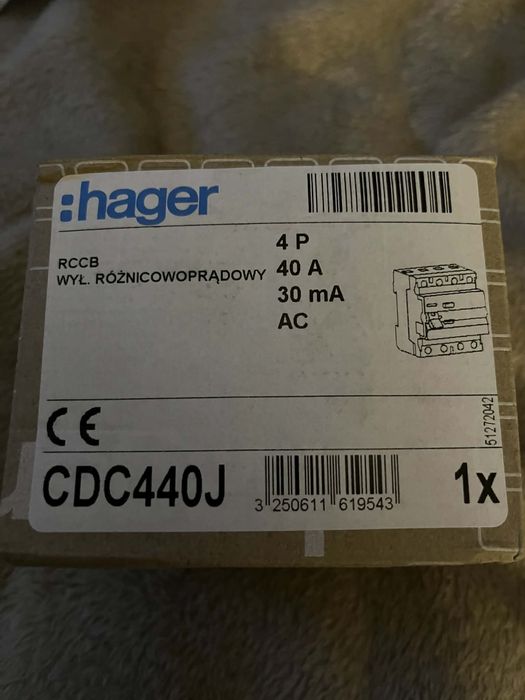 :hager
RCCB
WYŁ. RÓŻNICOWOPRĄDOWY
4 P
40 A
30 mA
AC
51272042
CE
CDC440J
3 250611 619543
1x